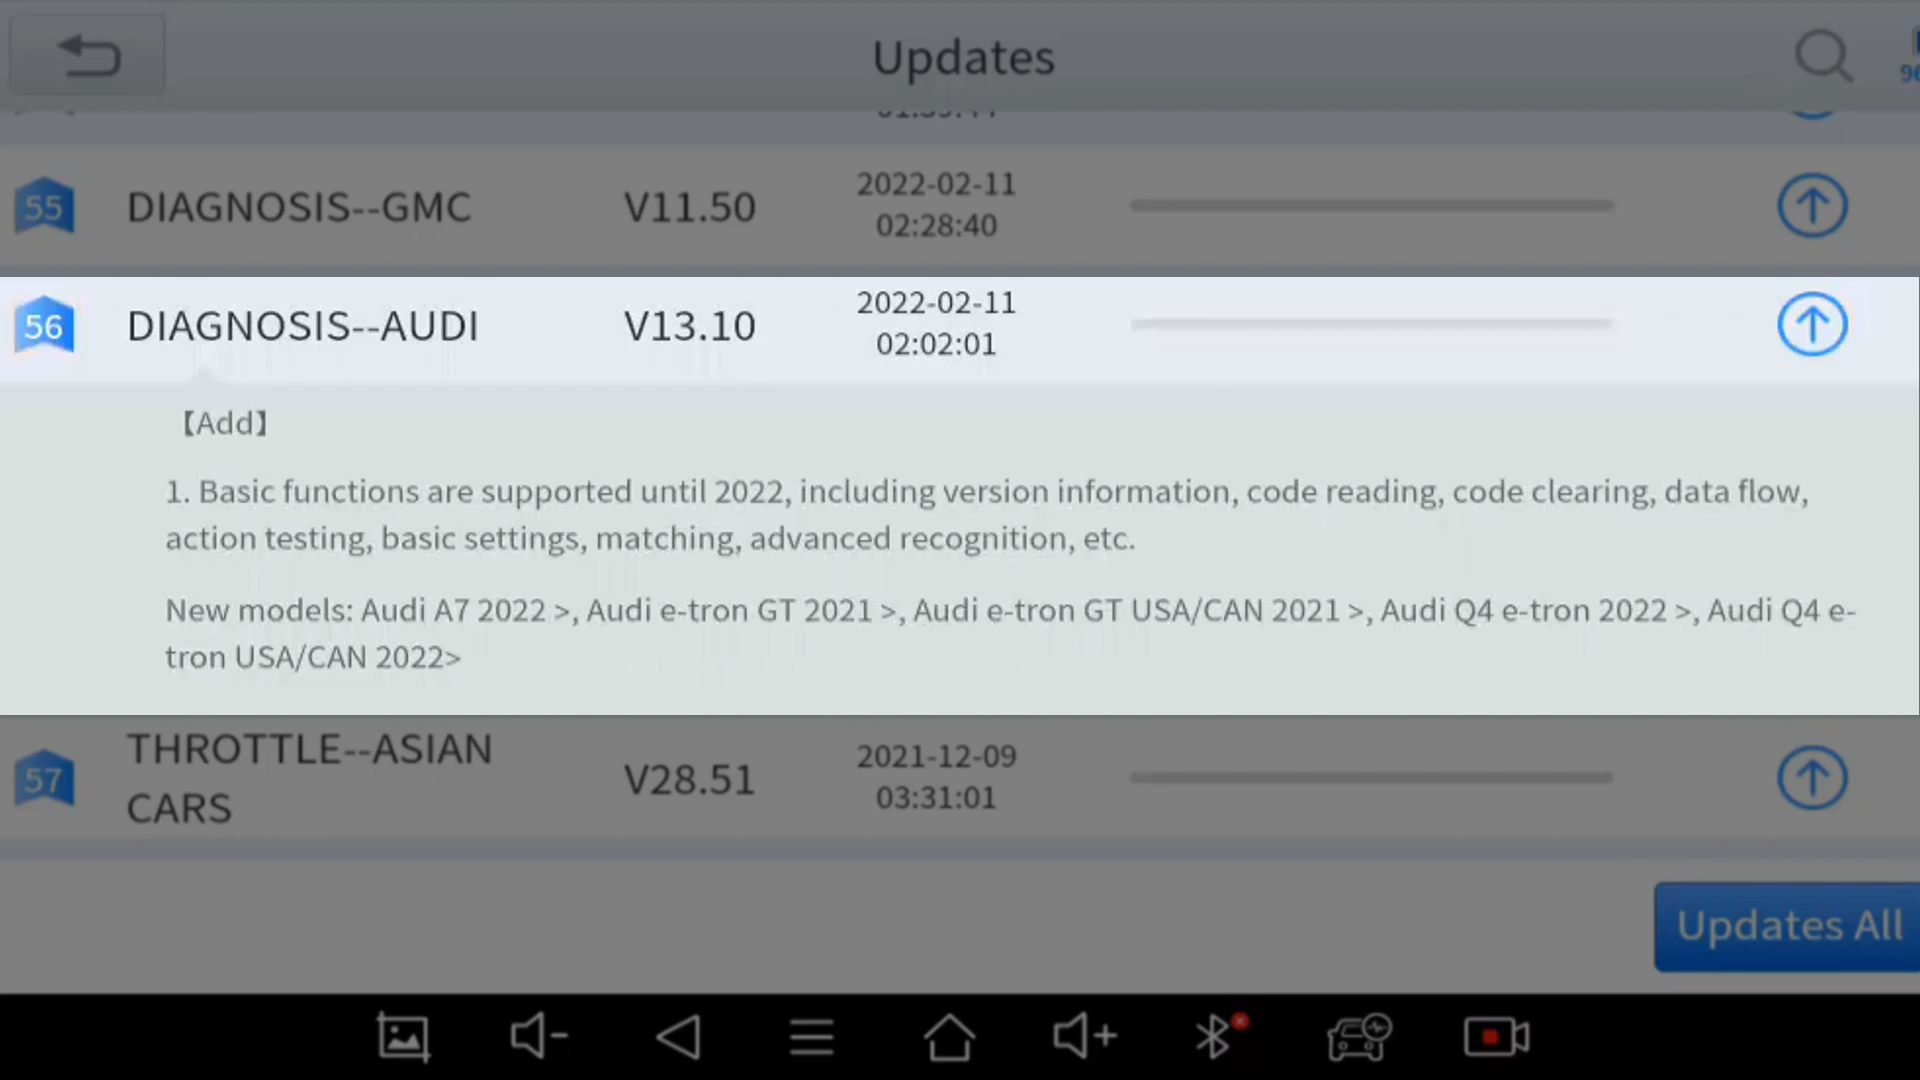 Updates
55 DIAGNOSIS--GMC V11.50 2022-02-11
02:28:40
56 DIAGNOSIS--AUDI V13.10 2022-02-11
02:02:01
【Add】
1. Basic functions are supported until 2022, including version information, code reading, code clearing, data flow,
action testing, basic settings, matching, advanced recognition, etc.
New models: Audi A7 2022 >, Audi e-tron GT 2021 >, Audi e-tron GT USA/CAN 2021 >, Audi Q4 e-tron 2022 >, Audi Q4 e-
tron USA/CAN 2022>
57 THROTTLE--ASIAN
CARS V28.51 2021-12-09
03:31:01
Updates All